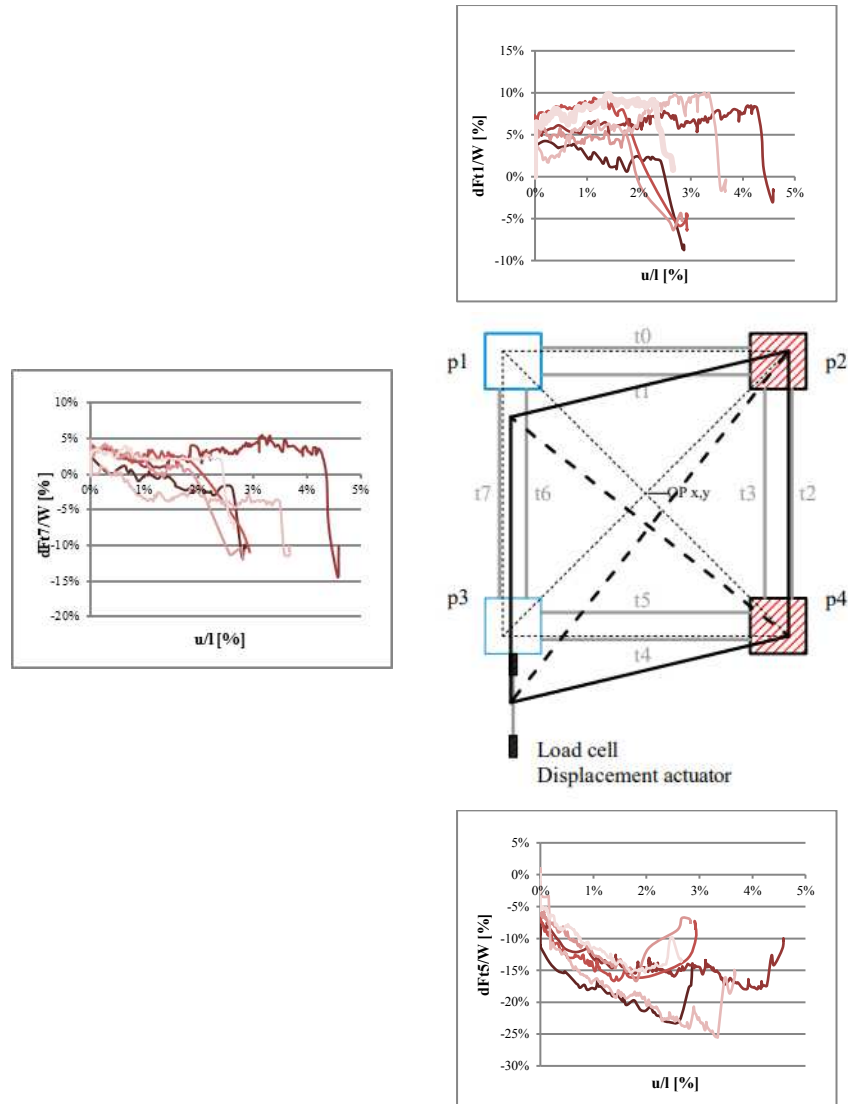 15%
10%
5%
0%
-5%
-10%
0% 1% 2% 3% 4% 5%
dFt1/W [%]
u/l [%]
10%
5%
0%
-5%
-10%
-15%
-20%
0% 1% 2% 3% 4% 5%
dFt7/W [% ]
u/l [%]
p1 t0 p2
t1
t7 t6 OP x,y t3 t2
p3 t5 p4
t4
Load cell
Displacement actuator
5%
0%
-5%
-10%
-15%
-20%
-25%
-30%
0% 1% 2% 3% 4% 5%
dFt5/W [%]
u/l [%]